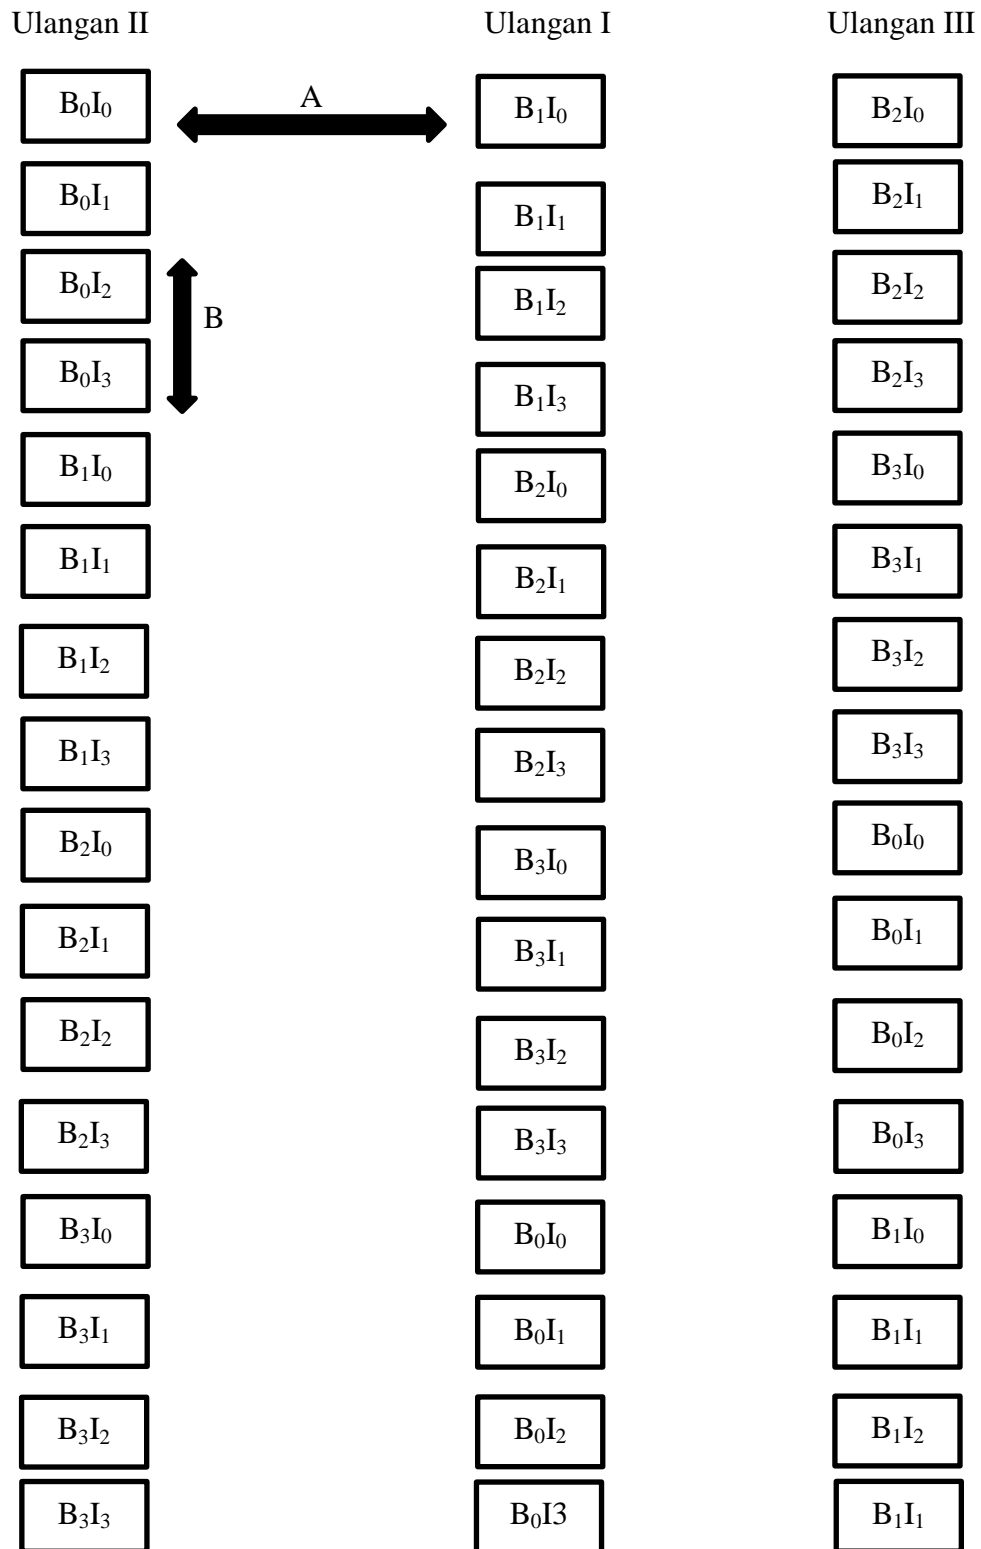 Ulangan II Ulangan I Ulangan III
B₀I₀ A B₁I₀ B₂I₀
B₀I₁ B₁I₁ B₂I₁
B₀I₂ B B₁I₂ B₂I₂
B₀I₃ B₁I₃ B₂I₃
B₁I₀ B₂I₀ B₃I₀
B₁I₁ B₂I₁ B₃I₁
B₁I₂ B₂I₂ B₃I₂
B₁I₃ B₂I₃ B₃I₃
B₂I₀ B₃I₀ B₀I₀
B₂I₁ B₃I₁ B₀I₁
B₂I₂ B₃I₂ B₀I₂
B₂I₃ B₃I₃ B₀I₃
B₃I₀ B₀I₀ B₁I₀
B₃I₁ B₀I₁ B₁I₁
B₃I₂ B₀I₂ B₁I₂
B₃I₃ B₀I3 B₁I₁